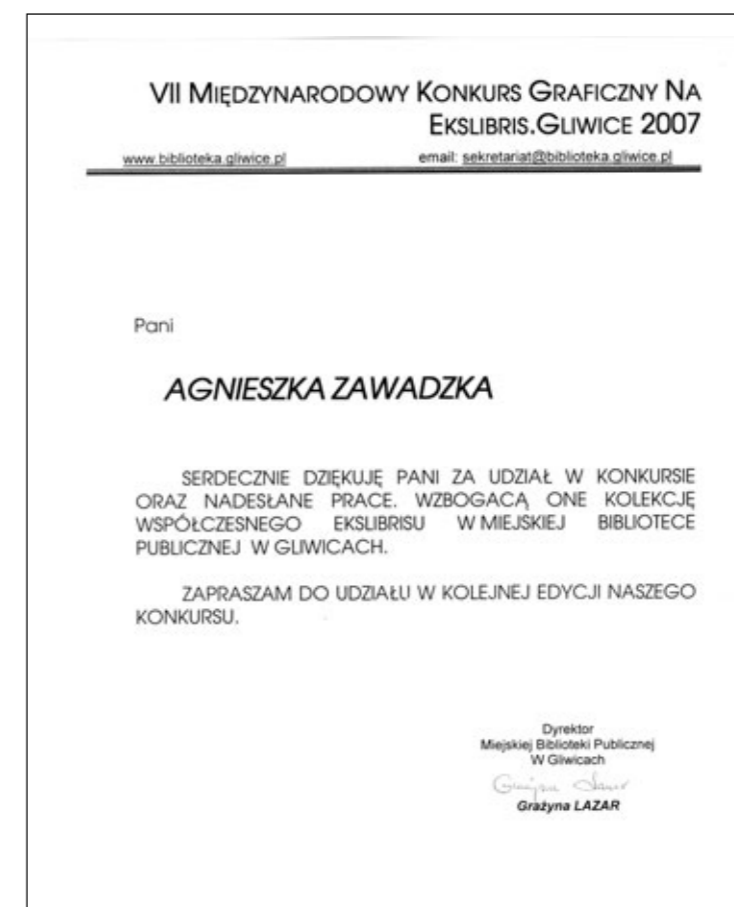 VII MIĘDZYNARODOWY KONKURS GRAFICZNY NA
EKSLIBRIS.GLIWICE 2007
www.biblioteka.gliwice.pl email: sekretariat@biblioteka.gliwice.pl
Pani
AGNIESZKA ZAWADZKA
SERDECZNIE DZIĘKUJĘ PANI ZA UDZIAŁ W KONKURSIE
ORAZ NADESŁANE PRACE. WZBOGACĄ ONE KOLEKCJĘ
WSPÓŁCZESNEGO EKSLIBRISU W MIEJSKIEJ BIBLIOTECE
PUBLICZNEJ W GLIWICACH.
ZAPRASZAM DO UDZIAŁU W KOLEJNEJ EDYCJI NASZEGO
KONKURSU.
Dyrektor
Miejskiej Biblioteki Publicznej
W Gliwicach
Grażyna Lazar
Grażyna LAZAR